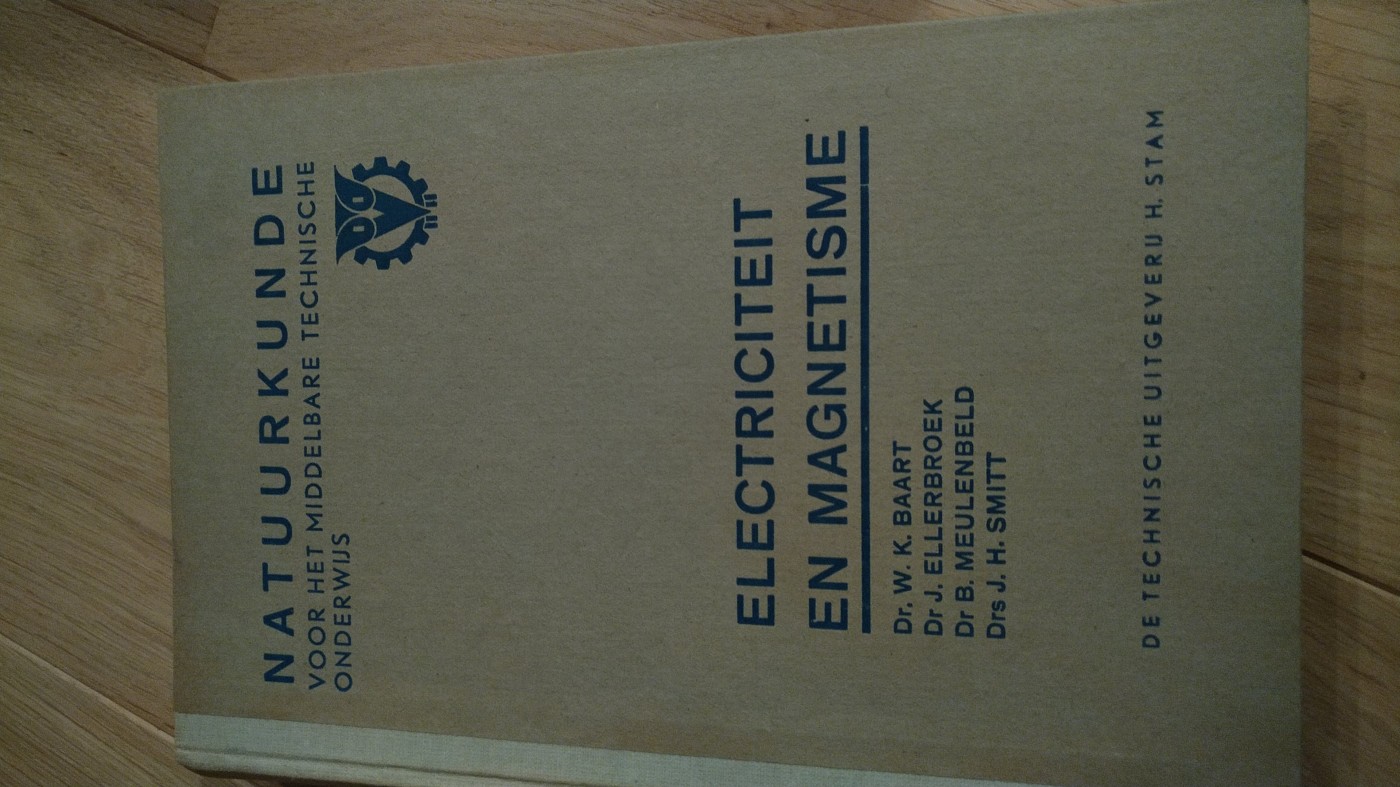 NATUURKUNDE
VOOR HET MIDDELBARE TECHNISCHE
ONDERWIJS
ELECTRICITEIT
EN MAGNETISME
Dr. W. K. BAART
Dr J. ELLERBROEK
Dr B. MEULENBELD
Drs J. H. SMITT
DE TECHNISCHE UITGEVERIJ H. STAM